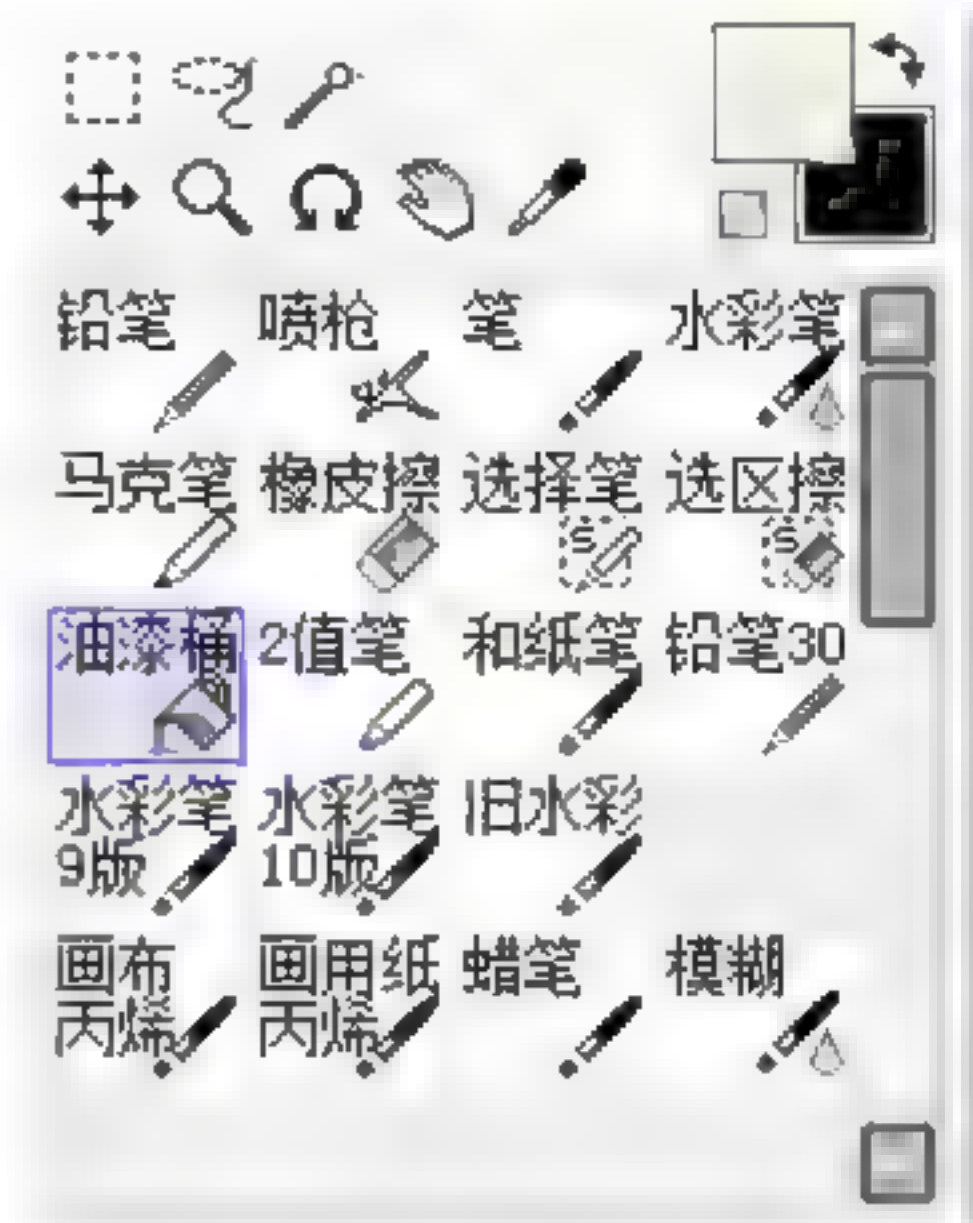 铅笔 喷枪 笔 水彩笔
马克笔 橡皮擦 选择笔 选区擦
油漆桶 2值笔 和纸笔 铅笔30
水彩笔 水彩笔 旧水彩
9版 10版
画布 画用纸 蜡笔 模糊
丙烯 丙烯